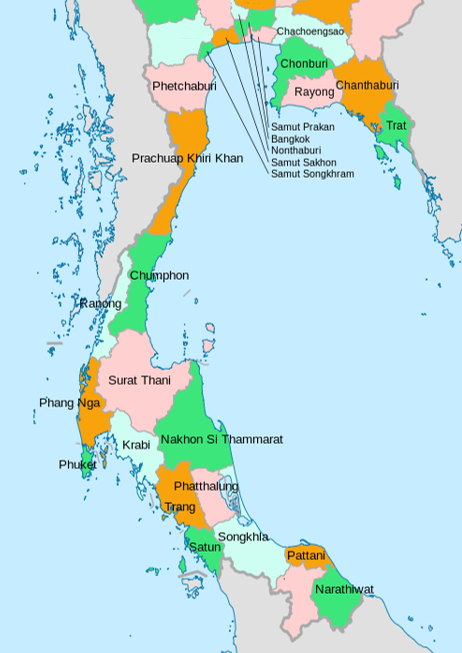 Chachoengsao
Chonburi
Phetchaburi
Rayong
Chanthaburi
Trat
Samut Prakan
Bangkok
Nonthaburi
Samut Sakhon
Samut Songkhram
Prachuap Khiri Khan
Chumphon
Ranong
Surat Thani
Phang Nga
Krabi
Nakhon Si Thammarat
Phuket
Phatthalung
Trang
Songkhla
Satun
Pattani
Narathiwat